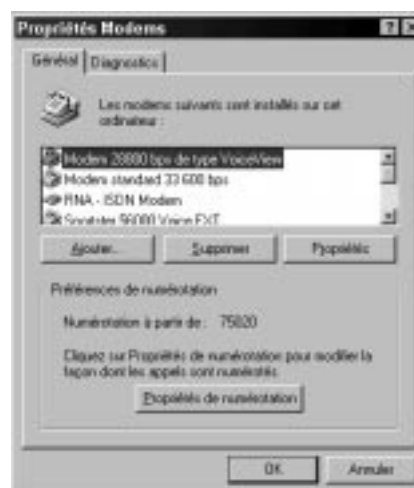 Propriétés Modems
Général Diagnostics
Les modems suivants sont installés sur cet
ordinateur :
Modem 28800 bps de type VoiceView
Modem standard 33 600 bps
RNA - ISDN Modem
Sportster 56000 Voice EXT
Ajouter... Supprimer Propriétés
Préférences de numérotation
Numérotation à partir de : 75020
Cliquez sur Propriétés de numérotation pour modifier la
façon dont les appels sont numérotés.
Propriétés de numérotation
OK Annuler